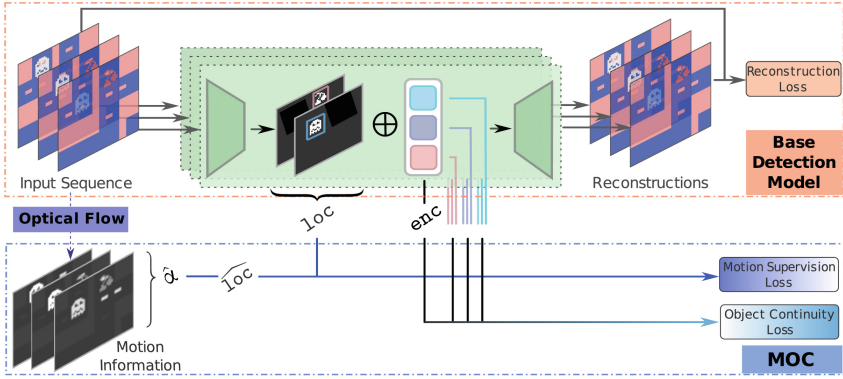 Input Sequence
Reconstructions
Reconstruction
Loss
Base
Detection
Model
Optical Flow
loc
enc
α̂
l͡oc
Motion
Information
Motion Supervision
Loss
Object Continuity
Loss
MOC